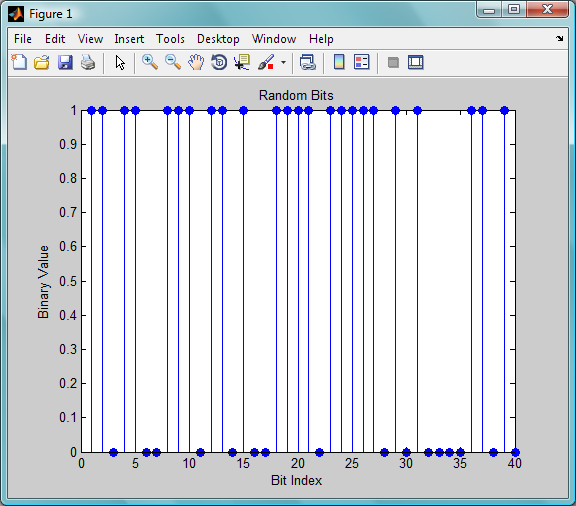 Figure 1
File Edit View Insert Tools Desktop Window Help
Random Bits
1
0.9
0.8
0.7
0.6
0.5
0.4
0.3
0.2
0.1
0
Binary Value
0 5 10 15 20 25 30 35 40
Bit Index